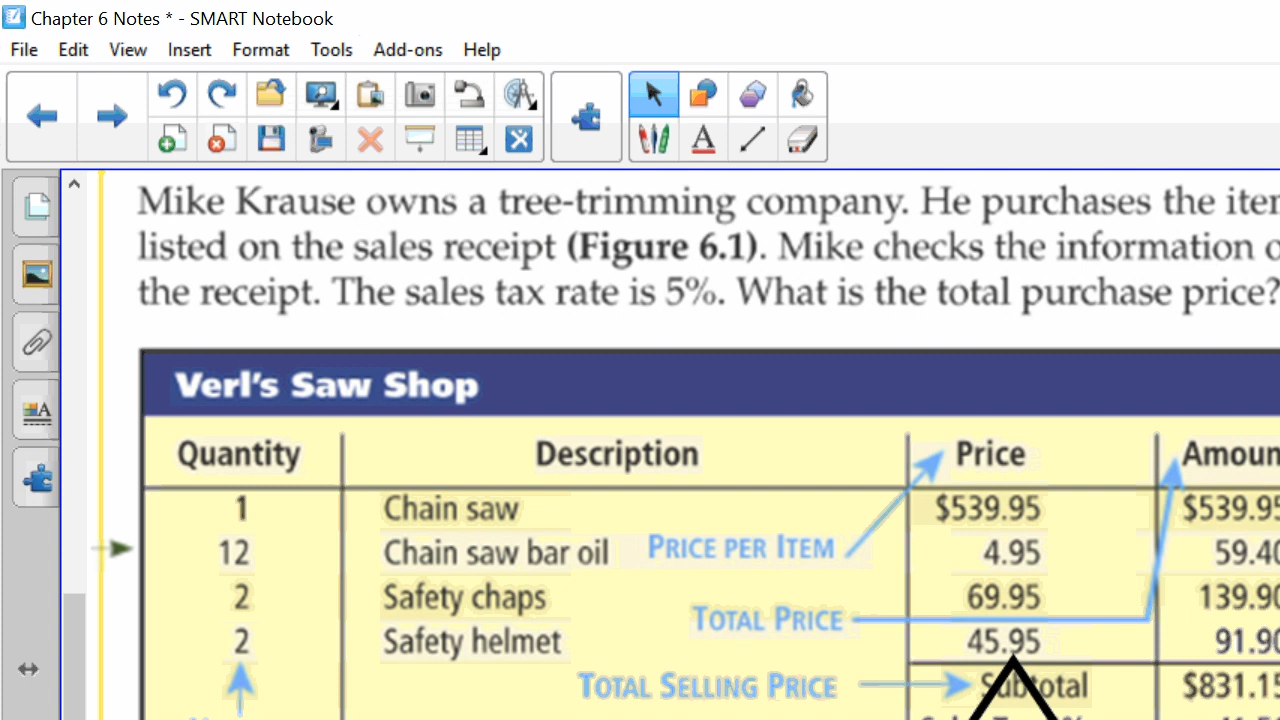 Chapter 6 Notes * - SMART Notebook
File Edit View Insert Format Tools Add-ons Help
Mike Krause owns a tree-trimming company. He purchases the
listed on the sales receipt (Figure 6.1). Mike checks the information
the receipt. The sales tax rate is 5%. What is the total purchase price?
Verl's Saw Shop
Quantity Description Price
1 Chain saw $539.95 $539.95
12 Chain saw bar oil PRICE PER ITEM 4.95 59.40
2 Safety chaps 69.95 139.90
TOTAL PRICE
2 Safety helmet 45.95 91.90
TOTAL SELLING PRICE Subtotal $831.15